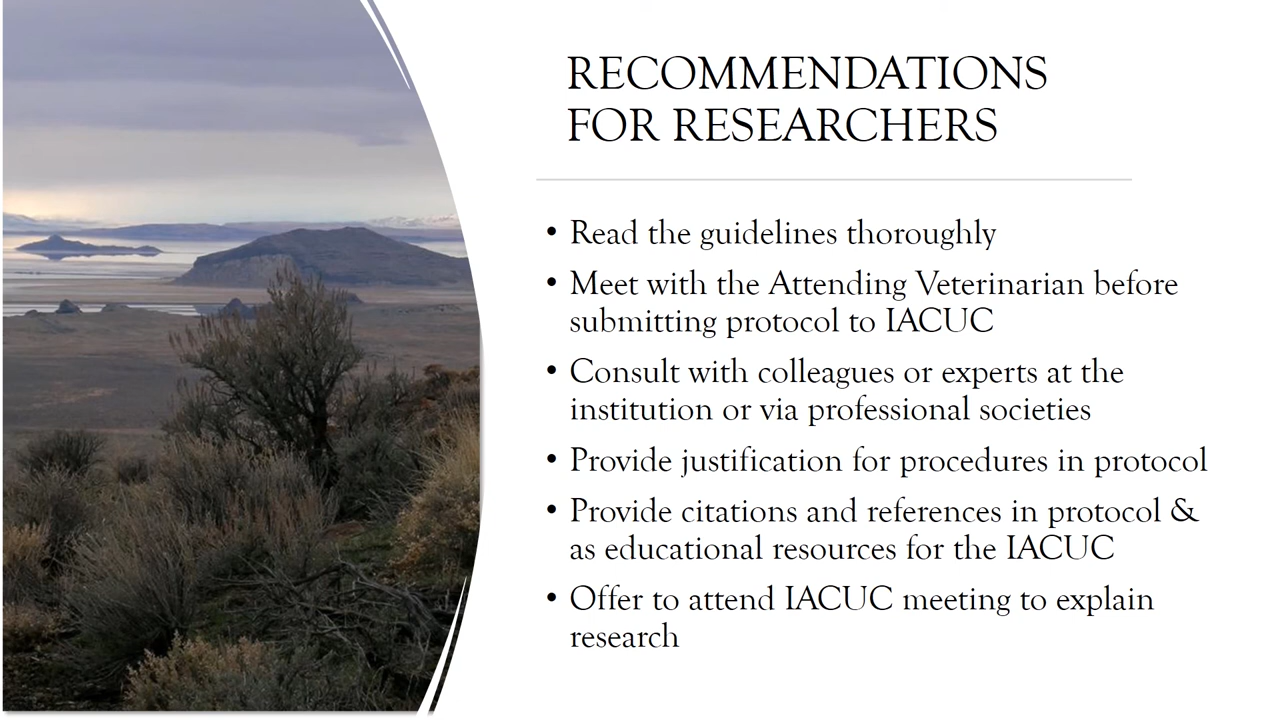 RECOMMENDATIONS
FOR RESEARCHERS
• Read the guidelines thoroughly
• Meet with the Attending Veterinarian before
submitting protocol to IACUC
• Consult with colleagues or experts at the
institution or via professional societies
• Provide justification for procedures in protocol
• Provide citations and references in protocol &
as educational resources for the IACUC
• Offer to attend IACUC meeting to explain
research